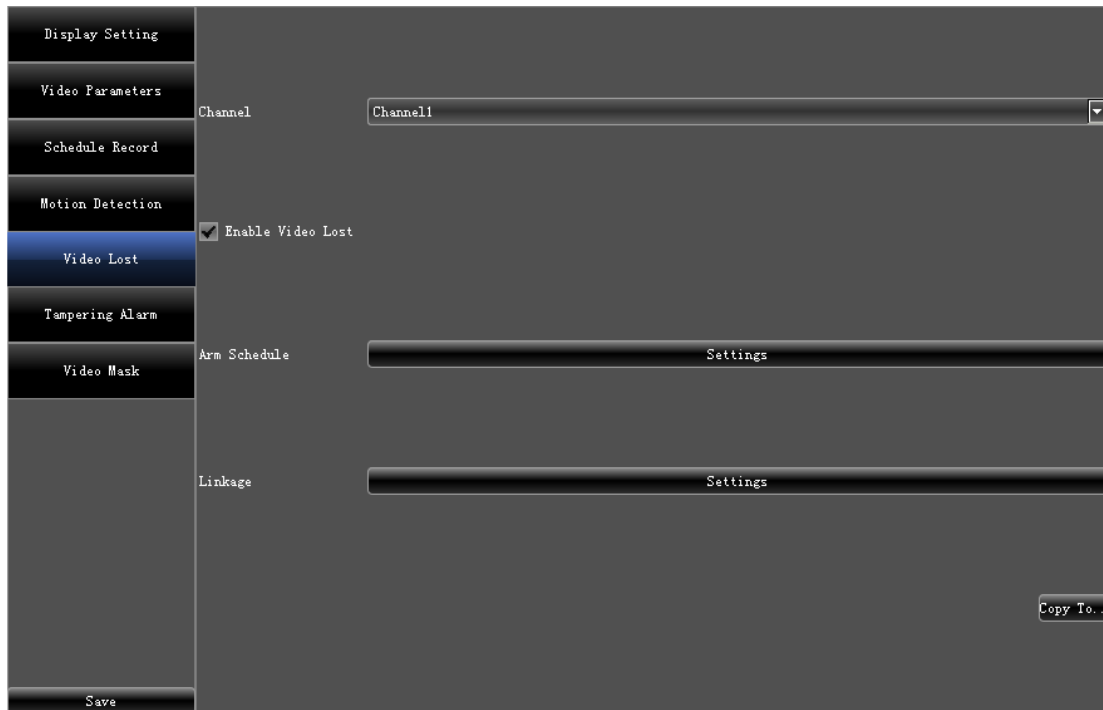 Display Setting
Video Parameters
Schedule Record
Motion Detection
Video Lost
Tampering Alarm
Video Mask
Save
Channel Channel1
Enable Video Lost
Arm Schedule Settings
Linkage Settings
Copy To..